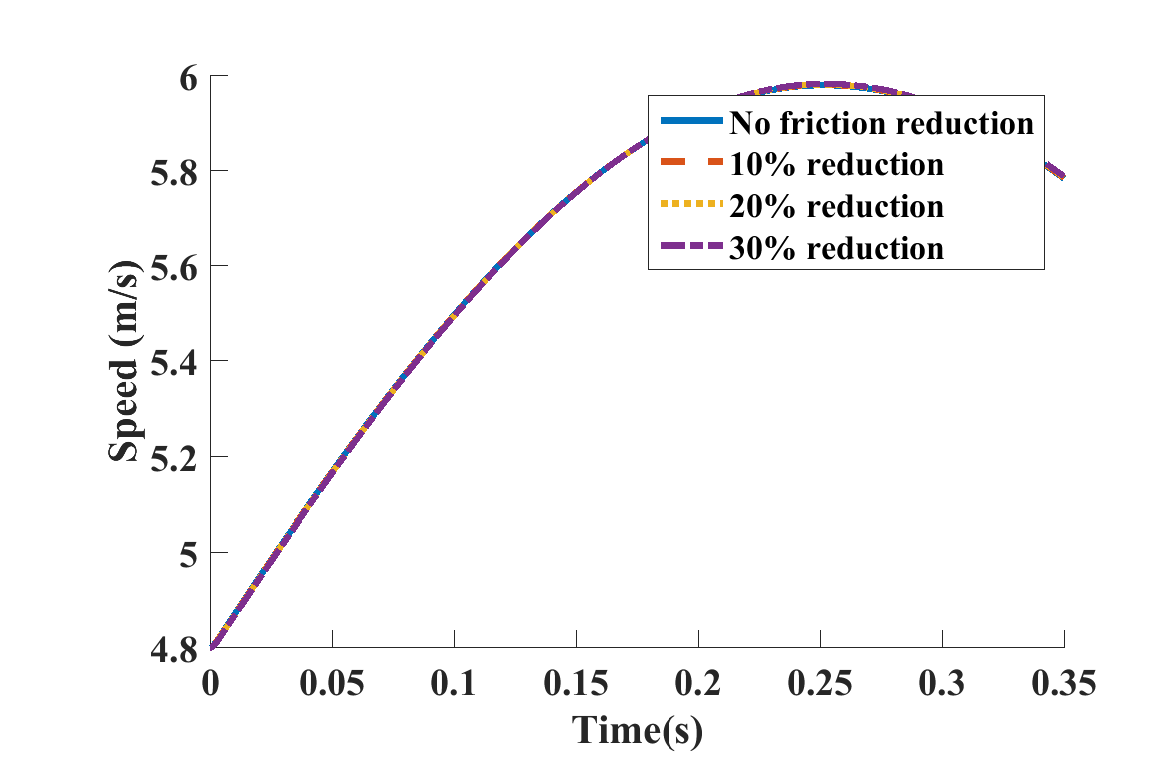 Speed (m/s)
6
5.8
5.6
5.4
5.2
5
4.8
No friction reduction
10% reduction
20% reduction
30% reduction
0 0.05 0.1 0.15 0.2 0.25 0.3 0.35
Time(s)